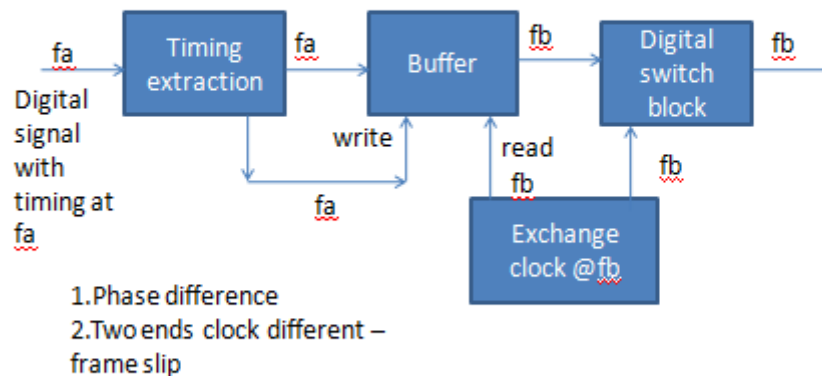 fa
Timing
extraction
fa
Buffer
fb
Digital
switch
block
fb
Digital
signal
with
timing at
fa
write
fa
read
fb
fb
Exchange
clock @fb
1.Phase difference
2.Two ends clock different –
frame slip